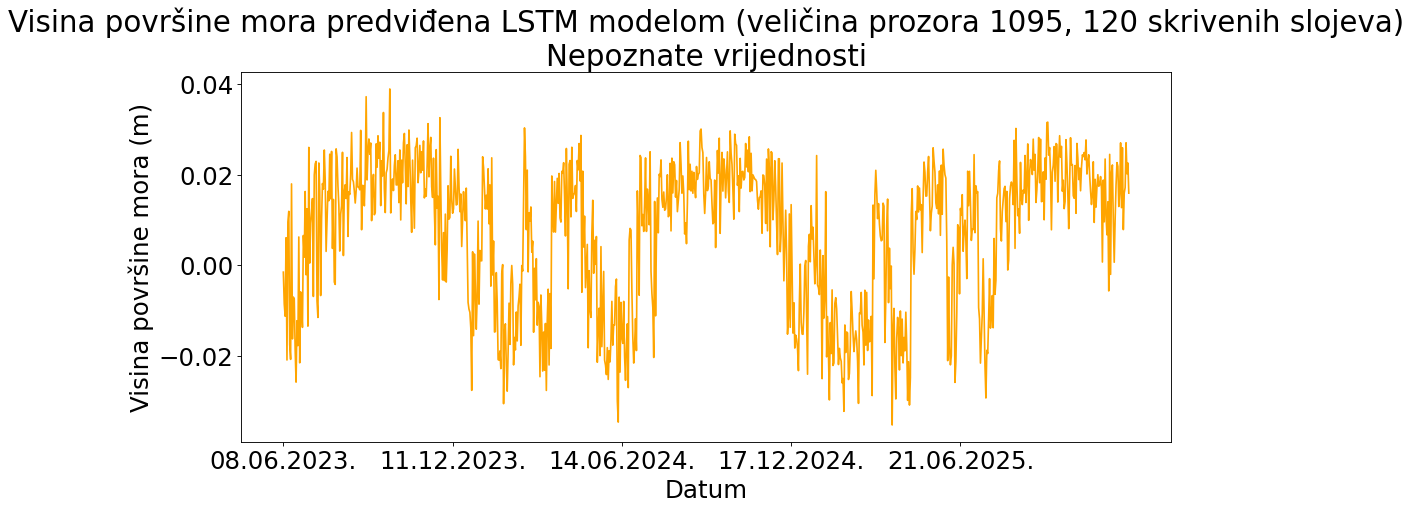 Visina površine mora predviđena LSTM modelom (veličina prozora 1095, 120 skrivenih slojeva)
Nepoznate vrijednosti
Visina površine mora (m)
0.04
0.02
0.00
−0.02
08.06.2023. 11.12.2023. 14.06.2024. 17.12.2024. 21.06.2025.
Datum